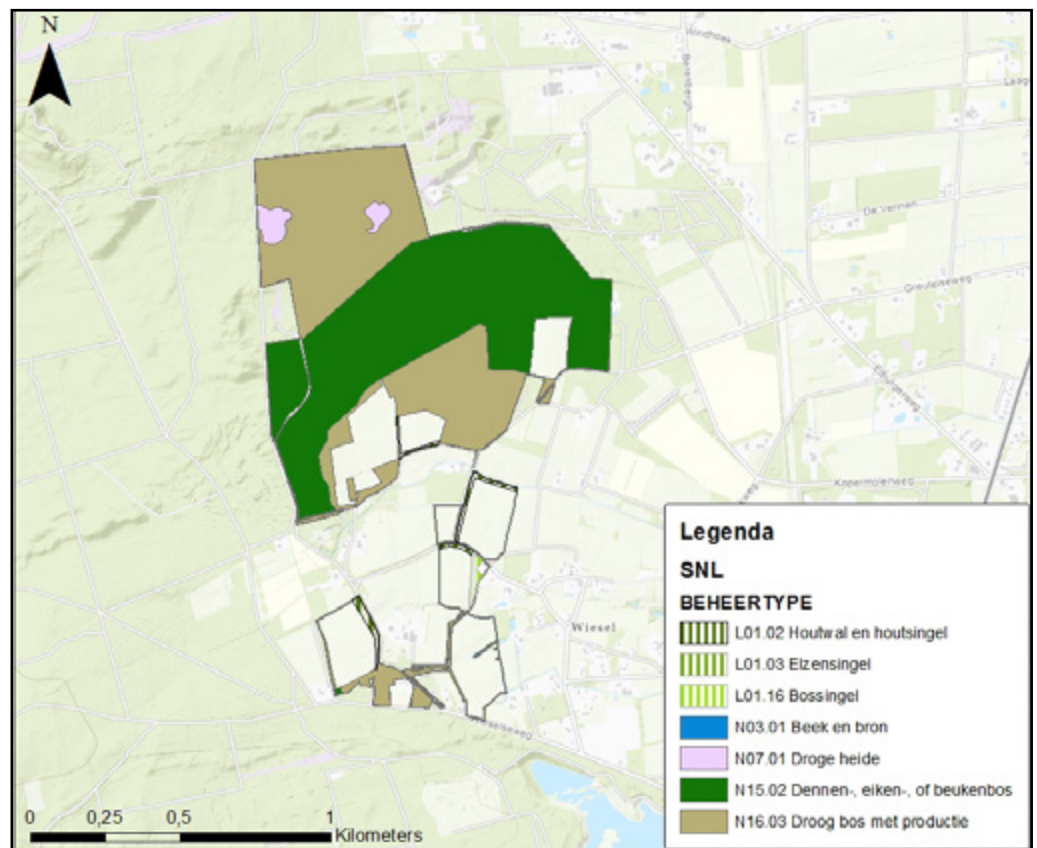 N
De Vennen
Wiesel
Wieselseweg
Legenda
SNL
BEHEERTYPE
L01.02 Houtwal en houtsingel
L01.03 Elzensingel
L01.16 Bossingel
N03.01 Beek en bron
N07.01 Droge heide
N15.02 Dennen-, eiken-, of beukenbos
N16.03 Droog bos met productie
0 0,25 0,5 1
Kilometers